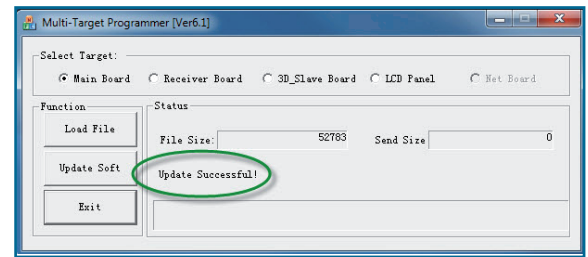 Multi-Target Programmer [Ver6.1]
Select Target:
Main Board Receiver Board 3D_Slave Board LCD Panel Net Board
Function
Status
Load File
File Size: 52783 Send Size 0
Update Soft
Update Successful!
Exit